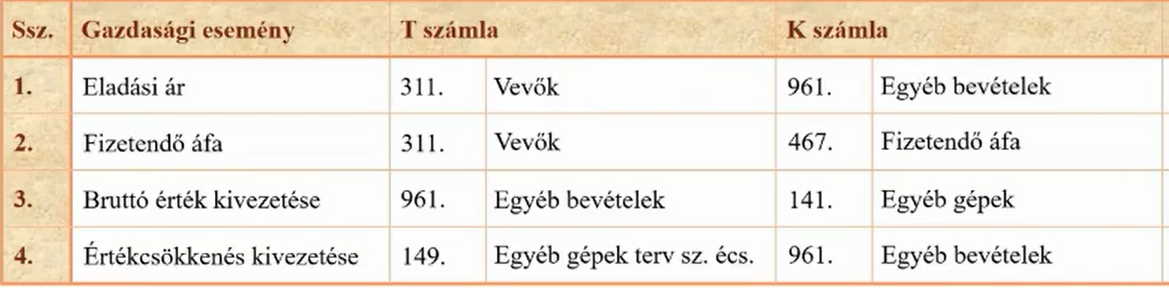 Ssz. Gazdasági esemény T számla K számla
1. Eladási ár 311. Vevők 961. Egyéb bevételek
2. Fizetendő áfa 311. Vevők 467. Fizetendő áfa
3. Bruttó érték kivezetése 961. Egyéb bevételek 141. Egyéb gépek
4. Értékcsökkenés kivezetése 149. Egyéb gépek terv sz. écs. 961. Egyéb bevételek